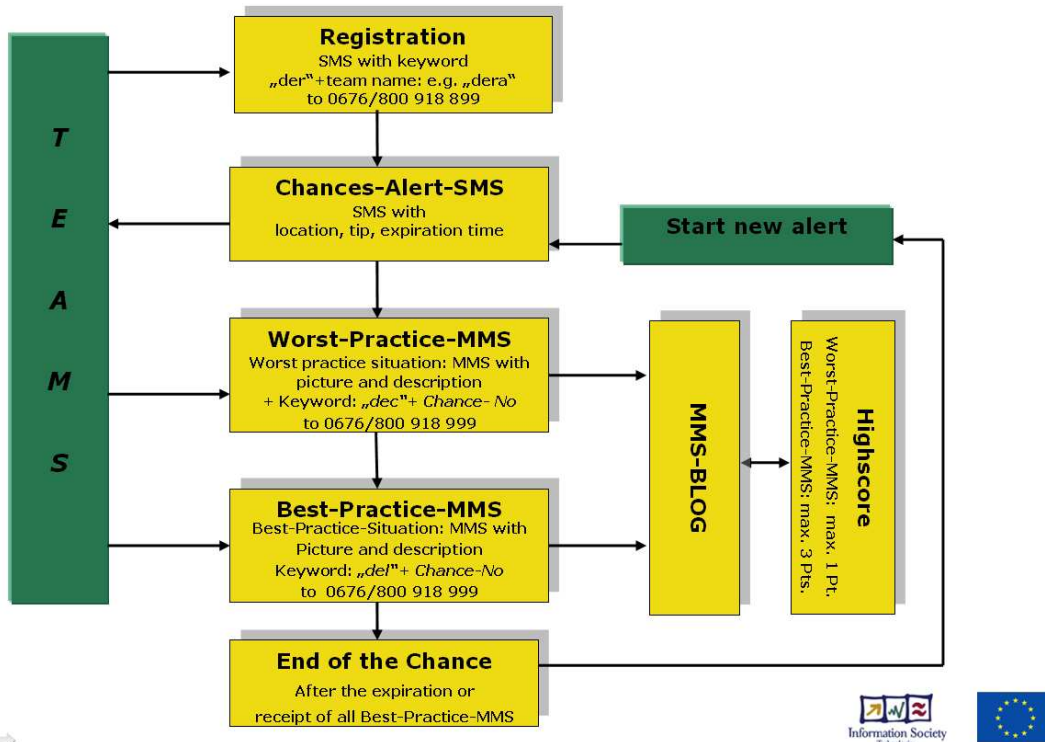 T
E
A
M
S
Registration
SMS with keyword
„der“+team name: e.g. „dera“
to 0676/800 918 899
Chances-Alert-SMS
SMS with
location, tip, expiration time
Start new alert
Worst-Practice-MMS
Worst practice situation: MMS with
picture and description
+ Keyword: „dec“+ Chance- No
to 0676/800 918 999
Best-Practice-MMS
Best-Practice-Situation: MMS with
Picture and description
Keyword: „del“+ Chance-No
to 0676/800 918 999
MMS-BLOG
Highscore
Worst-Practice-MMS: max. 1 Pt.
Best-Practice-MMS: max. 3 Pts.
End of the Chance
After the expiration or
receipt of all Best-Practice-MMS
Information Society